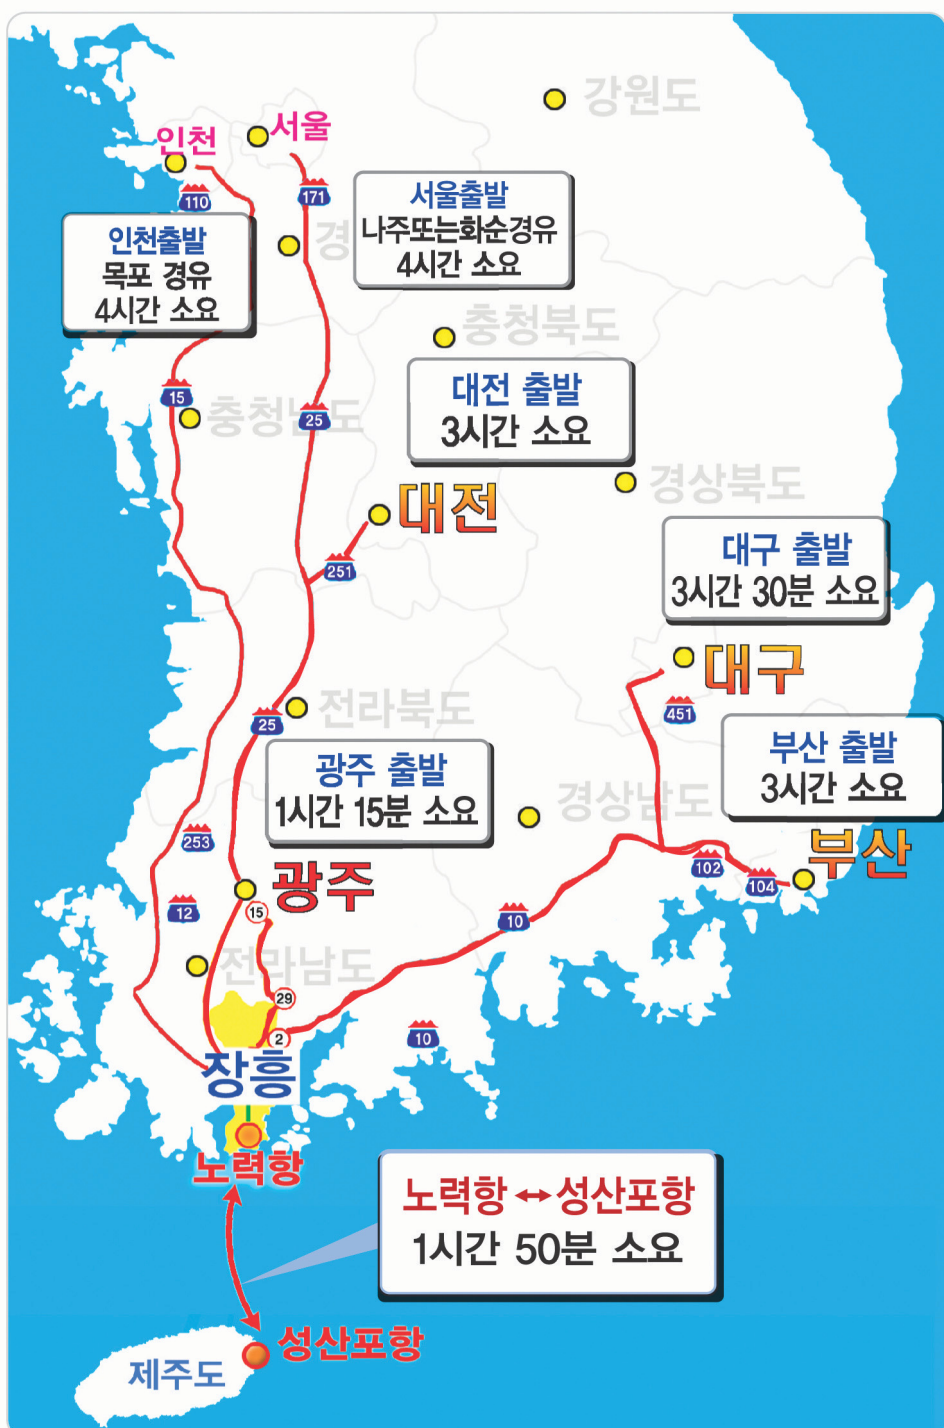 강원도
서울
인천
110
171
서울출발
나주또는화순경유
4시간 소요
인천출발
목포 경유
4시간 소요
경
충청북도
대전 출발
3시간 소요
15
충청남도
25
경상북도
대전
251
대구 출발
3시간 30분 소요
대구
451
전라북도
25
부산 출발
3시간 소요
광주 출발
1시간 15분 소요
경상남도
253
부산
102
104
광주
12
15
10
전라남도
29
2
10
장흥
노력항
노력항 ↔ 성산포항
1시간 50분 소요
성산포항
제주도